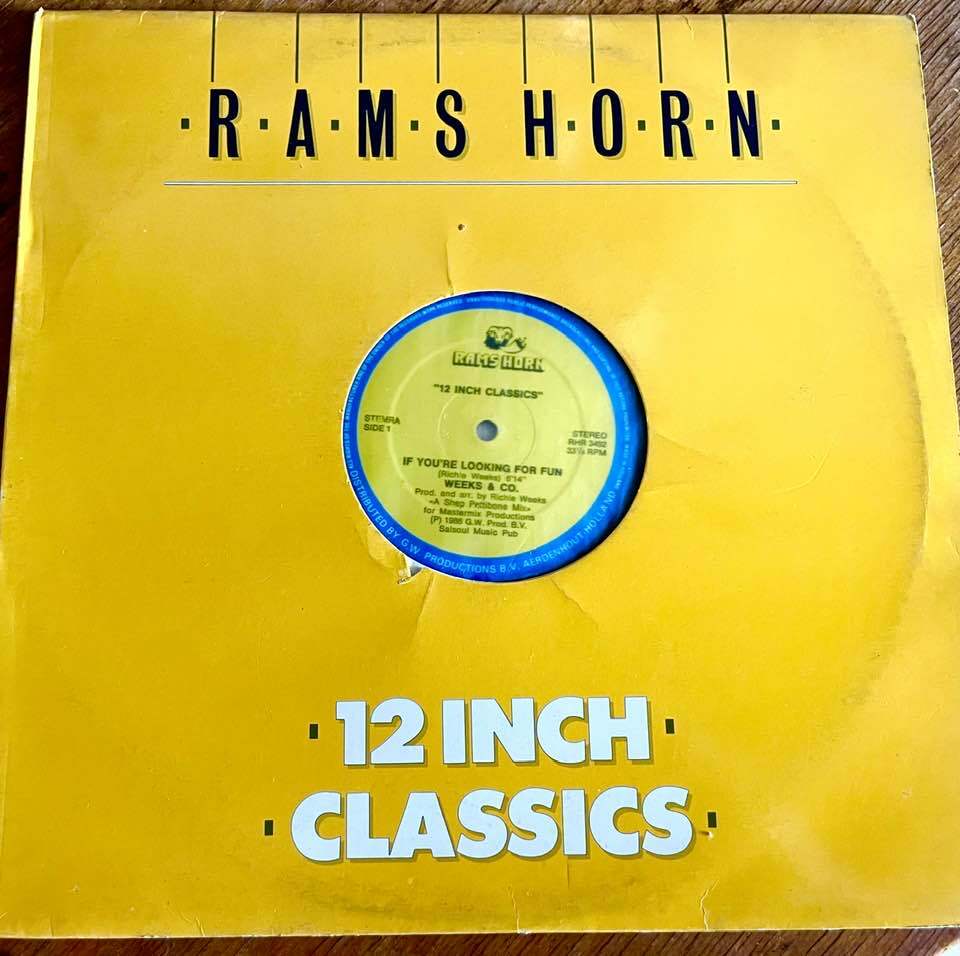 ·R·A·M·S H·O·R·N·
RAMS HORN
"12 INCH CLASSICS"
STEMRA
SIDE 1
STEREO
RHR 3492
33⅓ RPM
IF YOU'RE LOOKING FOR FUN
(Richie Weeks) 6'14"
WEEKS & CO.
Prod. and arr. by Richie Weeks
«A Shep Pettibone Mix»
for Mastermix Productions
(P) 1986 G.W. Prod. B.V.
Salsoul Music Pub
DISTRIBUTED BY G.W. PRODUCTIONS B.V. AERDENHOUT-HOLLAND
· 12 INCH ·
· CLASSICS ·